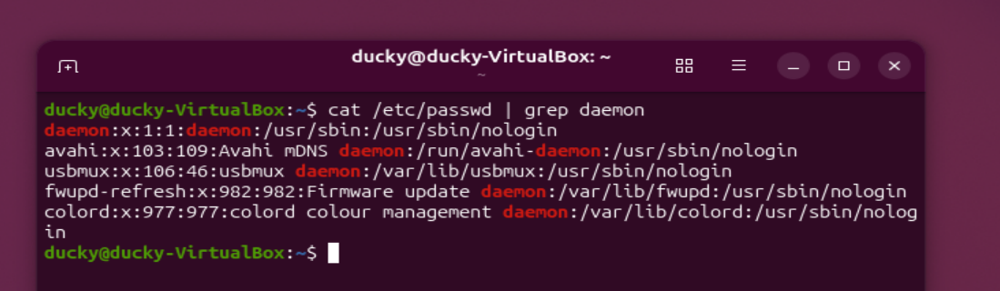 ducky@ducky-VirtualBox: ~
~
ducky@ducky-VirtualBox:~$ cat /etc/passwd | grep daemon
daemon:x:1:1:daemon:/usr/sbin:/usr/sbin/nologin
avahi:x:103:109:Avahi mDNS daemon:/run/avahi-daemon:/usr/sbin/nologin
usbmux:x:106:46:usbmux daemon:/var/lib/usbmux:/usr/sbin/nologin
fwupd-refresh:x:982:982:Firmware update daemon:/var/lib/fwupd:/usr/sbin/nologin
colord:x:977:977:colord colour management daemon:/var/lib/colord:/usr/sbin/nolog
in
ducky@ducky-VirtualBox:~$